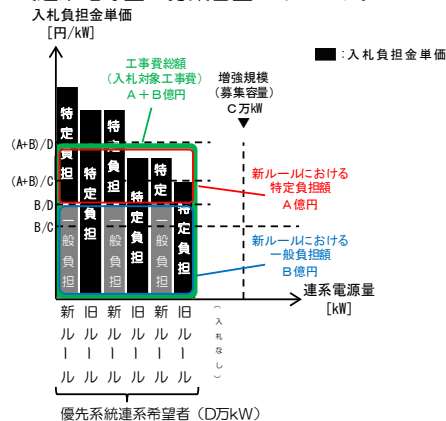 入札負担金単価
[円/kW]
:入札負担金単価
工事費総額
(入札対象工事費)
A+B億円
増強規模
(募集容量)
C万kW
(A+B)/D
(A+B)/C
B/D
B/C
新ルールにおける
特定負担額
A億円
新ルールにおける
一般負担額
B億円
特定負担
特定負担
特定負担
特定負担
特定負担
特定負担
一般負担
一般負担
一般負担
連系電源量
[kW]
新ルール
旧ルール
新ルール
旧ルール
新ルール
旧ルール
(入札なし)
優先系統連系希望者(D万kW)